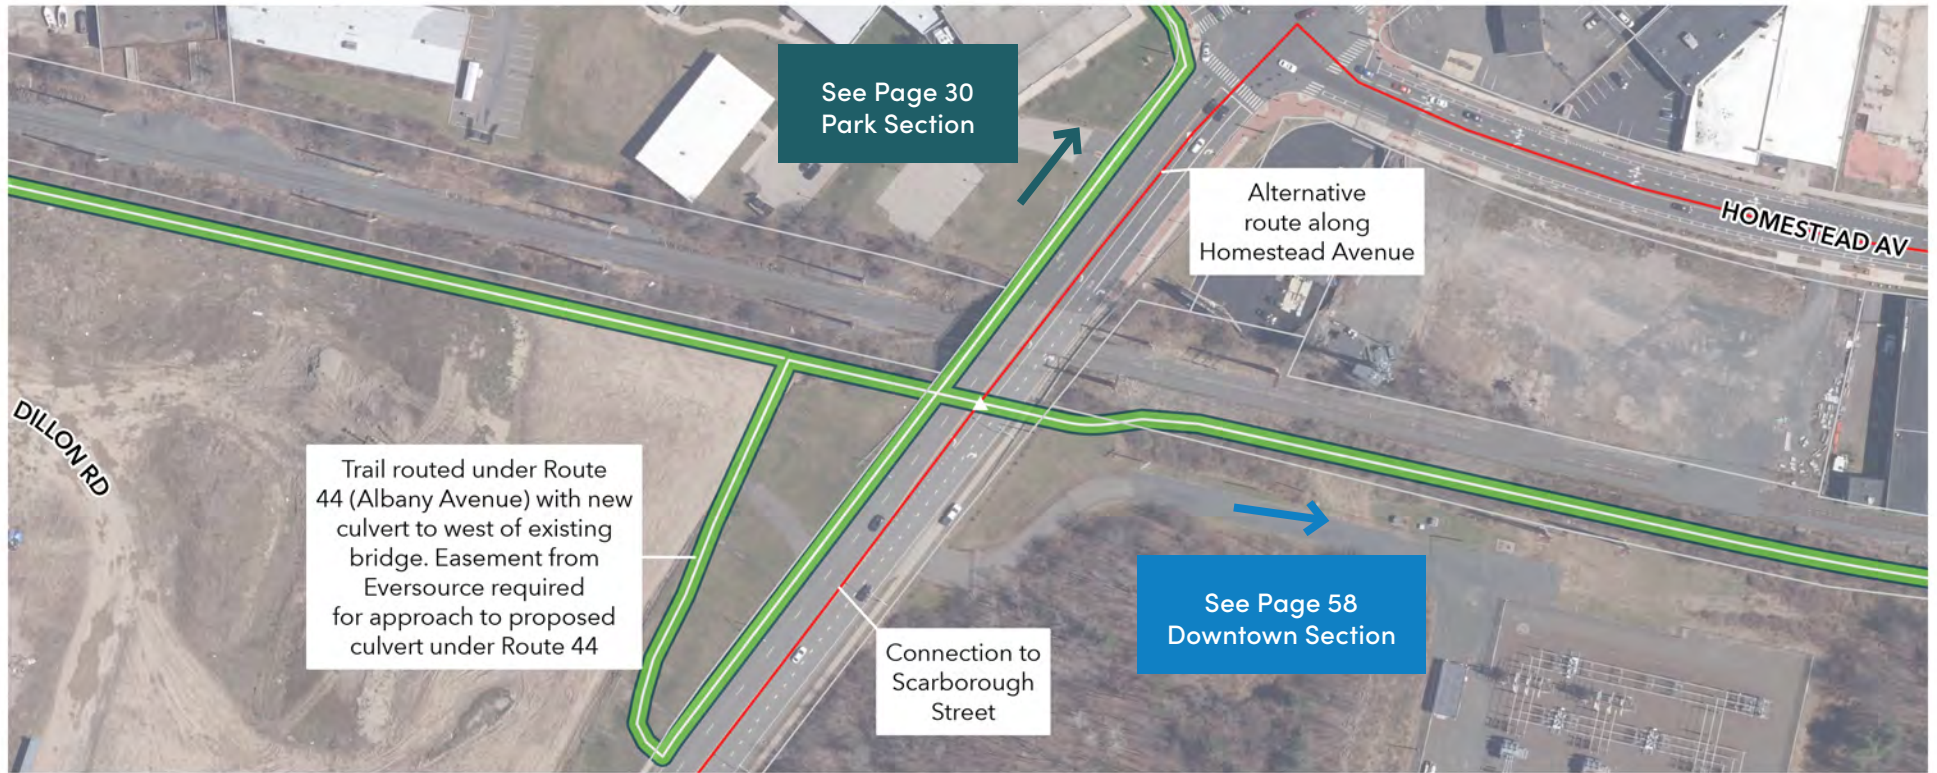 See Page 30
Park Section
Alternative
route along
Homestead Avenue
HOMESTEAD AV
DILLON RD
Trail routed under Route
44 (Albany Avenue) with new
culvert to west of existing
bridge. Easement from
Eversource required
for approach to proposed
culvert under Route 44
See Page 58
Downtown Section
Connection to
Scarborough
Street